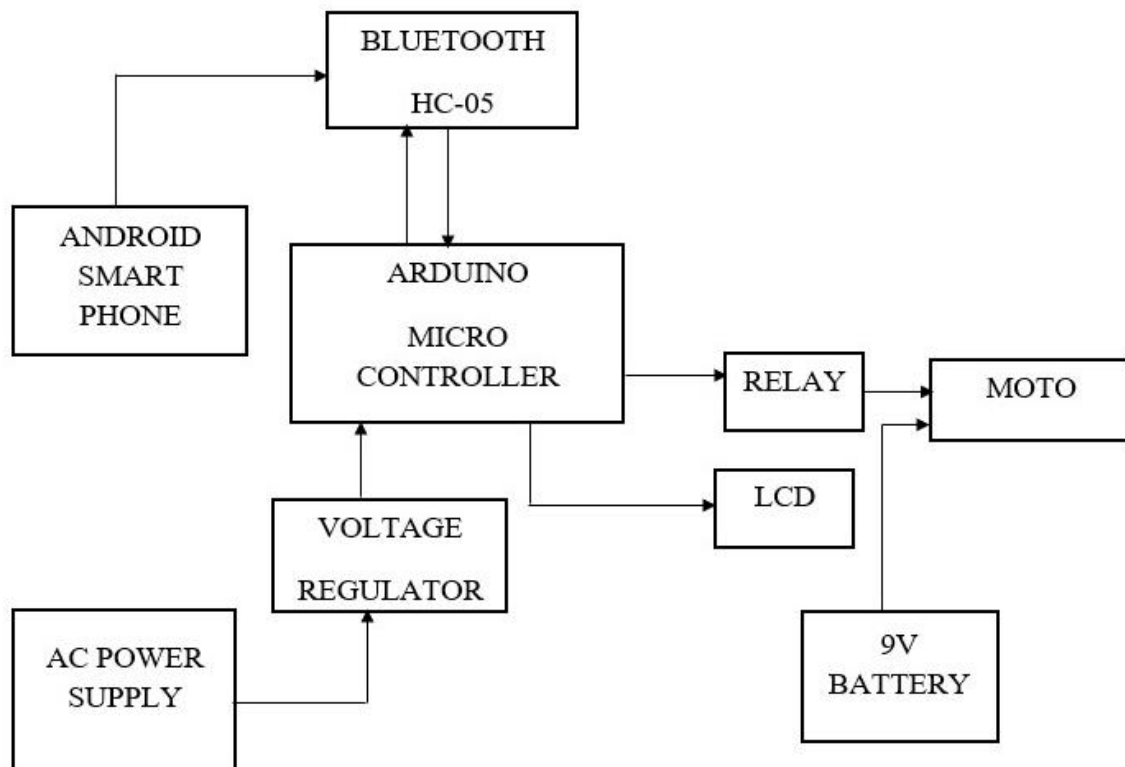 BLUETOOTH
HC-05
ANDROID
SMART
PHONE
ARDUINO
MICRO
CONTROLLER
RELAY
MOTO
LCD
VOLTAGE
REGULATOR
AC POWER
SUPPLY
9V
BATTERY